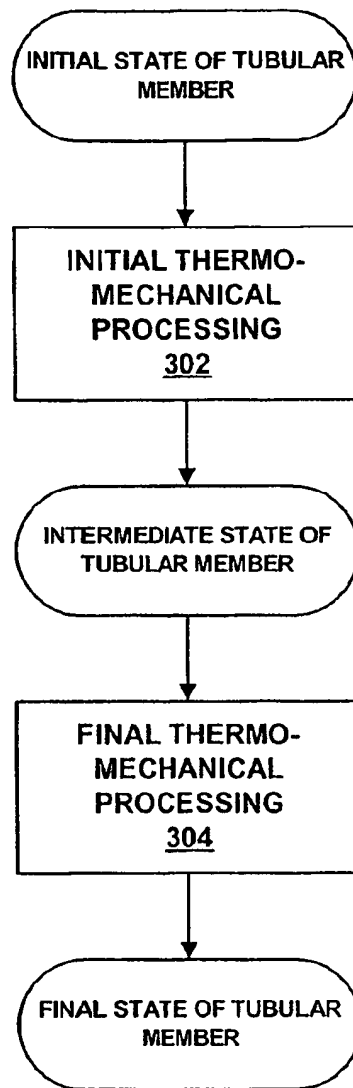 INITIAL STATE OF TUBULAR
MEMBER
INITIAL THERMO-
MECHANICAL
PROCESSING
302
INTERMEDIATE STATE OF
TUBULAR MEMBER
FINAL THERMO-
MECHANICAL
PROCESSING
304
FINAL STATE OF TUBULAR
MEMBER